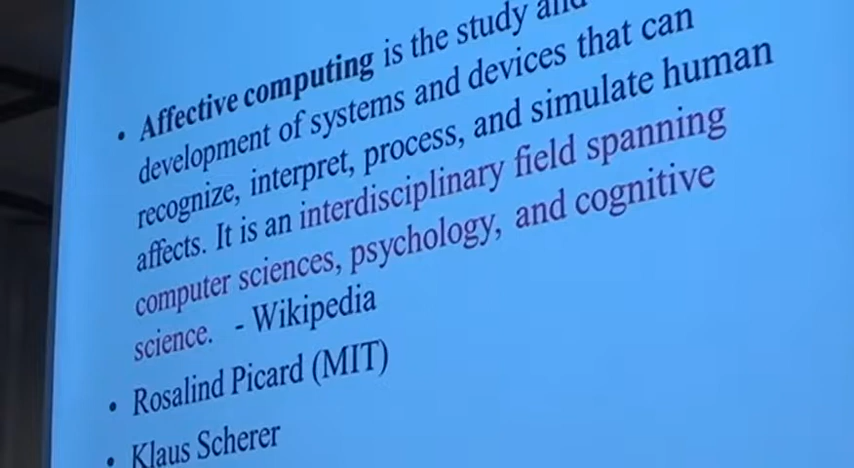 • Affective computing is the study and
development of systems and devices that can
recognize, interpret, process, and simulate human
affects. It is an interdisciplinary field spanning
computer sciences, psychology, and cognitive
science. - Wikipedia
• Rosalind Picard (MIT)
• Klaus Scherer